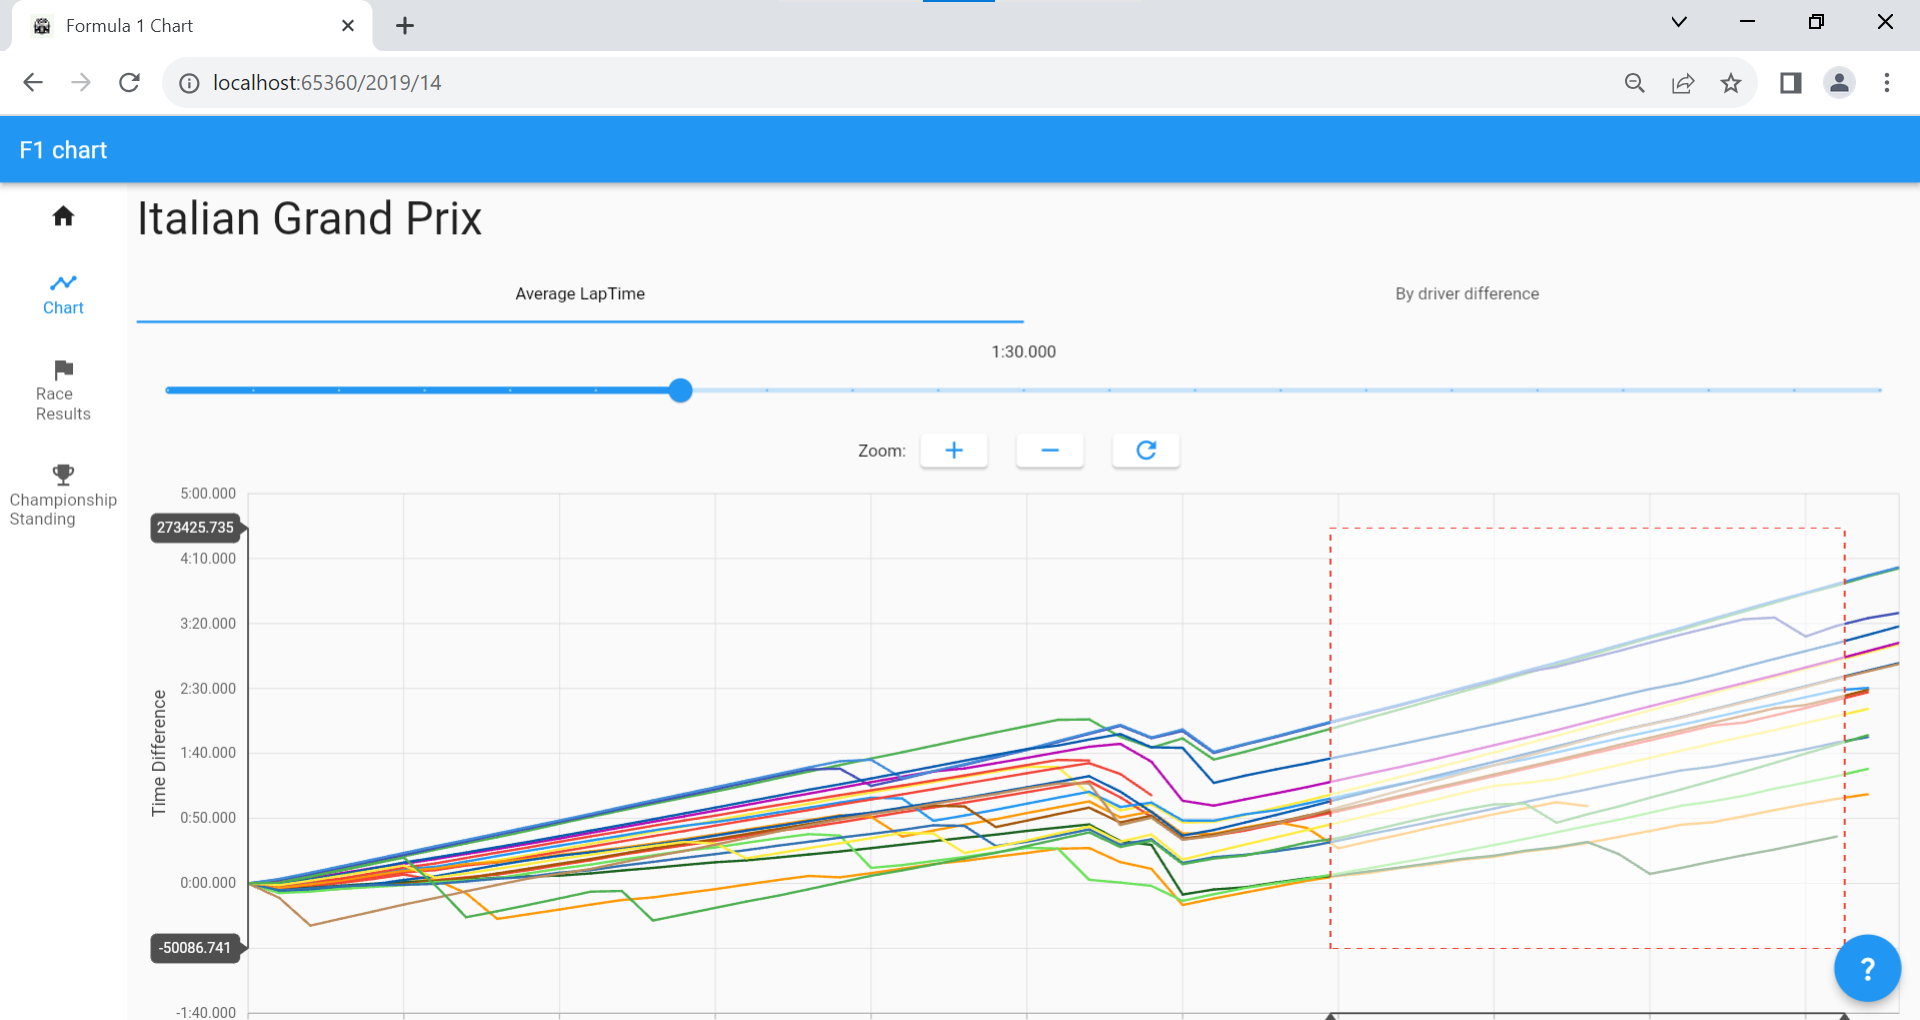 Formula 1 Chart
localhost:65360/2019/14
F1 chart
Italian Grand Prix
Chart
Race
Results
Championship
Standing
Average LapTime
By driver difference
1:30.000
Zoom:
5:00.000
273425.735
4:10.000
3:20.000
2:30.000
1:40.000
0:50.000
0:00.000
-50086.741
-1:40.000
Time Difference
?